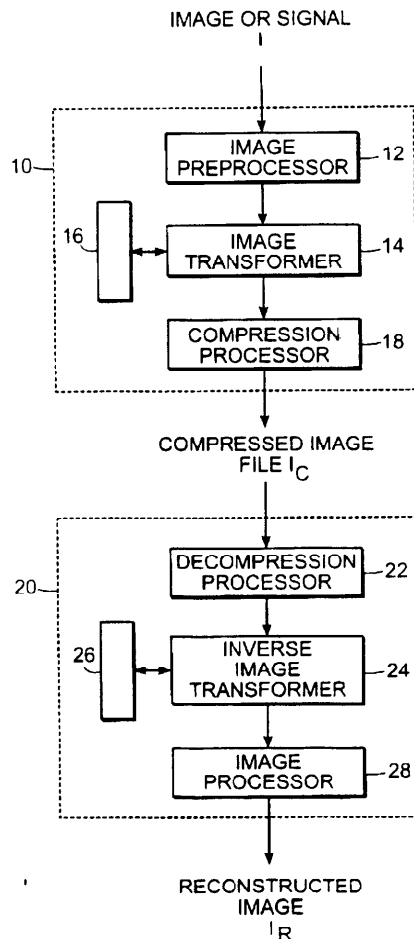 IMAGE OR SIGNAL
I
10
IMAGE
PREPROCESSOR
12
16
IMAGE
TRANSFORMER
14
COMPRESSION
PROCESSOR
18
COMPRESSED IMAGE
FILE I_C
20
DECOMPRESSION
PROCESSOR
22
26
INVERSE
IMAGE
TRANSFORMER
24
IMAGE
PROCESSOR
28
RECONSTRUCTED
IMAGE
I_R